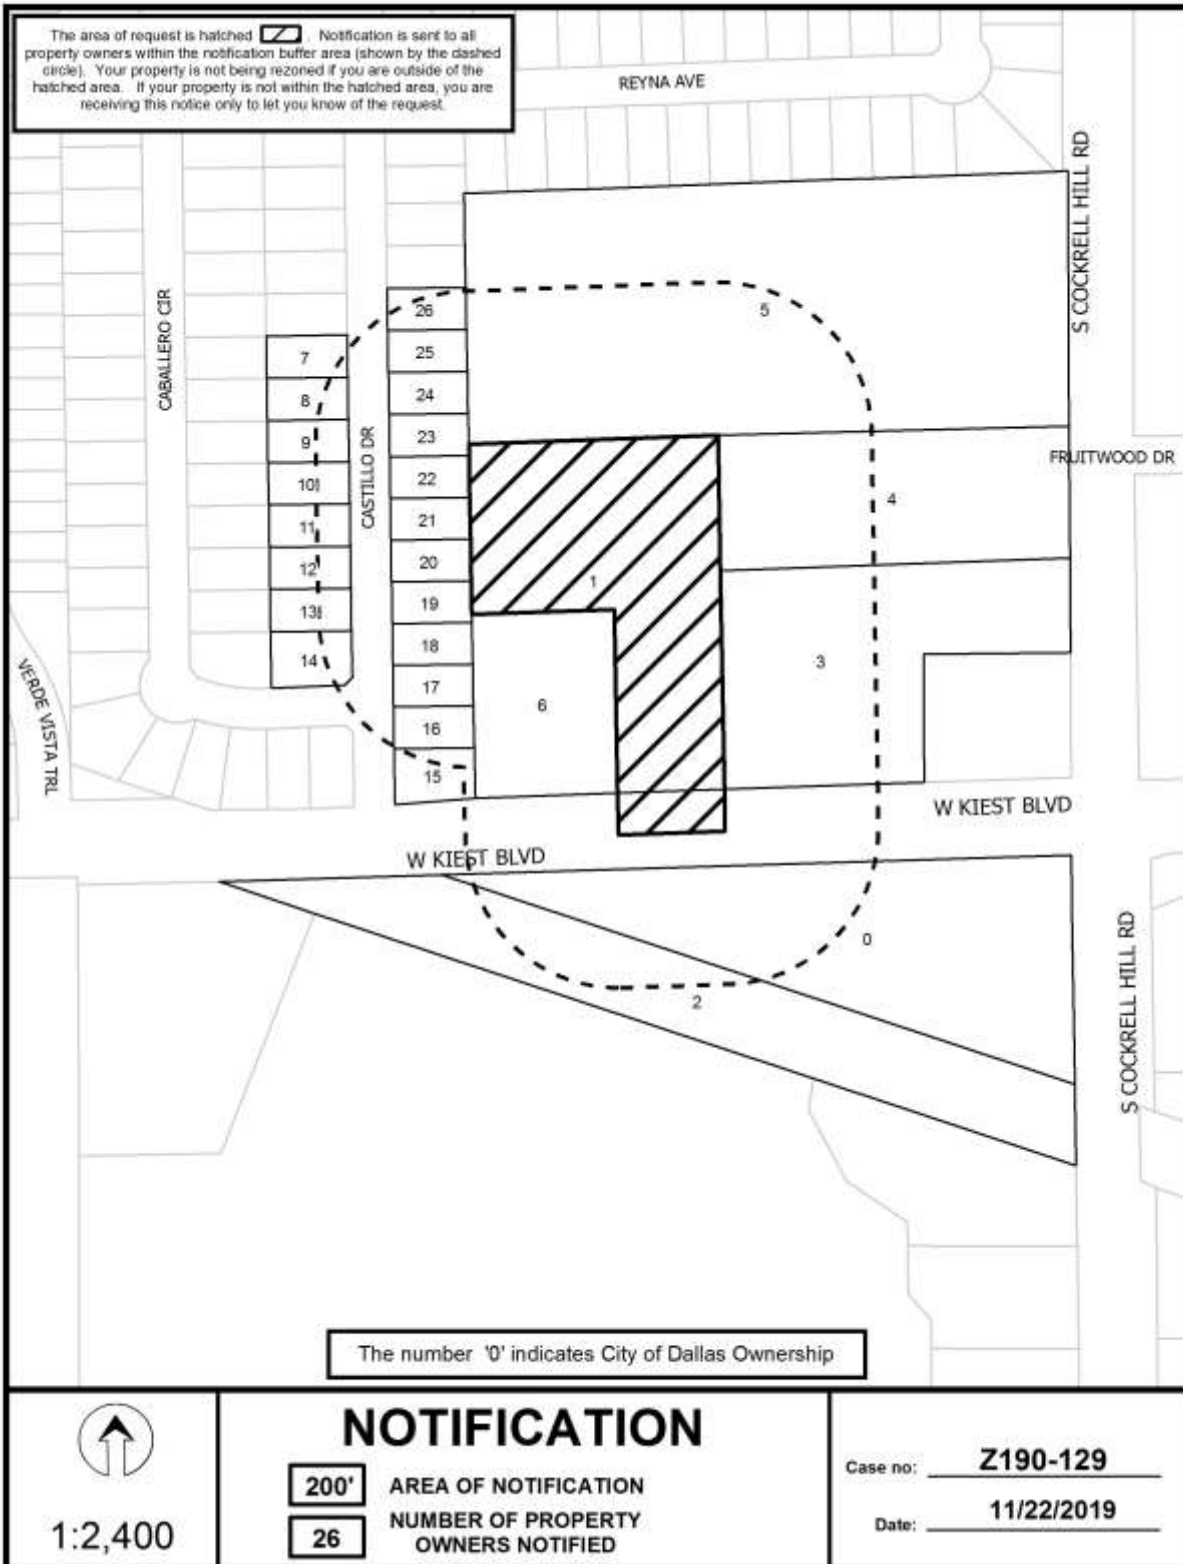 The area of request is hatched . Notification is sent to all
property owners within the notification buffer area (shown by the dashed
circle). Your property is not being rezoned if you are outside of the
hatched area. If your property is not within the hatched area, you are
receiving this notice only to let you know of the request.
REYNA AVE
S COCKRELL HILL RD
CABALLERO CIR
CASTILLO DR
FRUITWOOD DR
VERDE VISTA TRL
26
5
7
25
8
24
9
23
10
22
4
11
21
12
20
1
13
19
14
18
3
17
6
16
15
W KIEST BLVD
W KIEST BLVD
0
2
S COCKRELL HILL RD
The number '0' indicates City of Dallas Ownership
1:2,400
NOTIFICATION
200' AREA OF NOTIFICATION
26 NUMBER OF PROPERTY
OWNERS NOTIFIED
Case no: Z190-129
Date: 11/22/2019